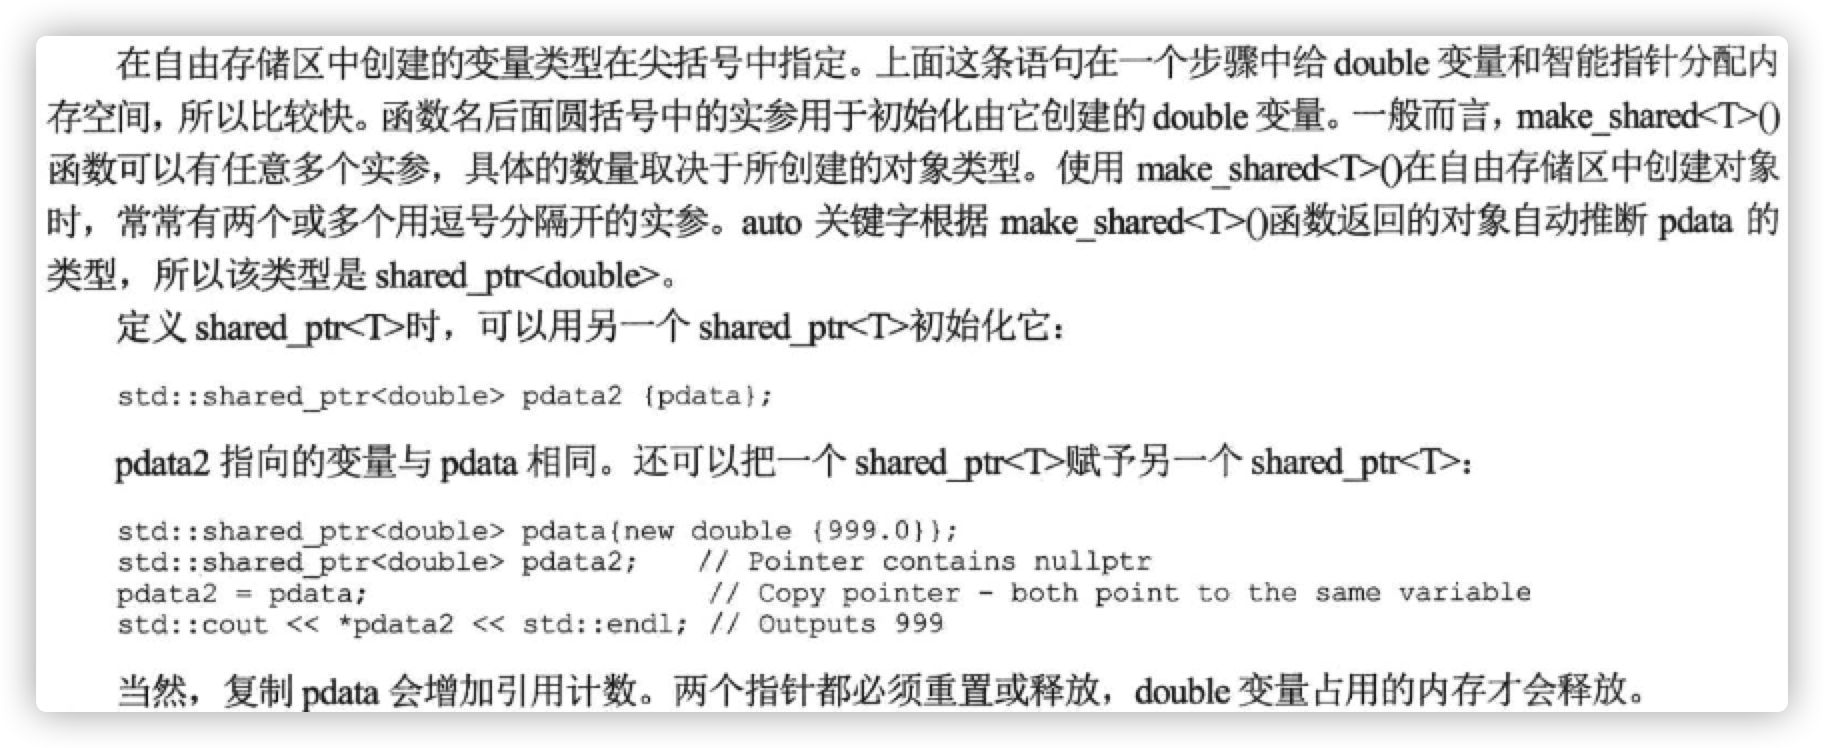 在自由存储区中创建的变量类型在尖括号中指定。上面这条语句在一个步骤中给 double 变量和智能指针分配内
存空间，所以比较快。函数名后面圆括号中的实参用于初始化由它创建的 double 变量。一般而言，make_shared<T>()
函数可以有任意多个实参，具体的数量取决于所创建的对象类型。使用 make_shared<T>()在自由存储区中创建对象
时，常常有两个或多个用逗号分隔开的实参。auto 关键字根据 make_shared<T>()函数返回的对象自动推断 pdata 的
类型，所以该类型是 shared_ptr<double>。
定义 shared_ptr<T>时，可以用另一个 shared_ptr<T>初始化它：
std::shared_ptr<double> pdata2 {pdata};
pdata2 指向的变量与 pdata 相同。还可以把一个 shared_ptr<T>赋予另一个 shared_ptr<T>：
std::shared_ptr<double> pdata{new double {999.0}};
std::shared_ptr<double> pdata2; // Pointer contains nullptr
pdata2 = pdata; // Copy pointer - both point to the same variable
std::cout << *pdata2 << std::endl; // Outputs 999
当然，复制 pdata 会增加引用计数。两个指针都必须重置或释放，double 变量占用的内存才会释放。